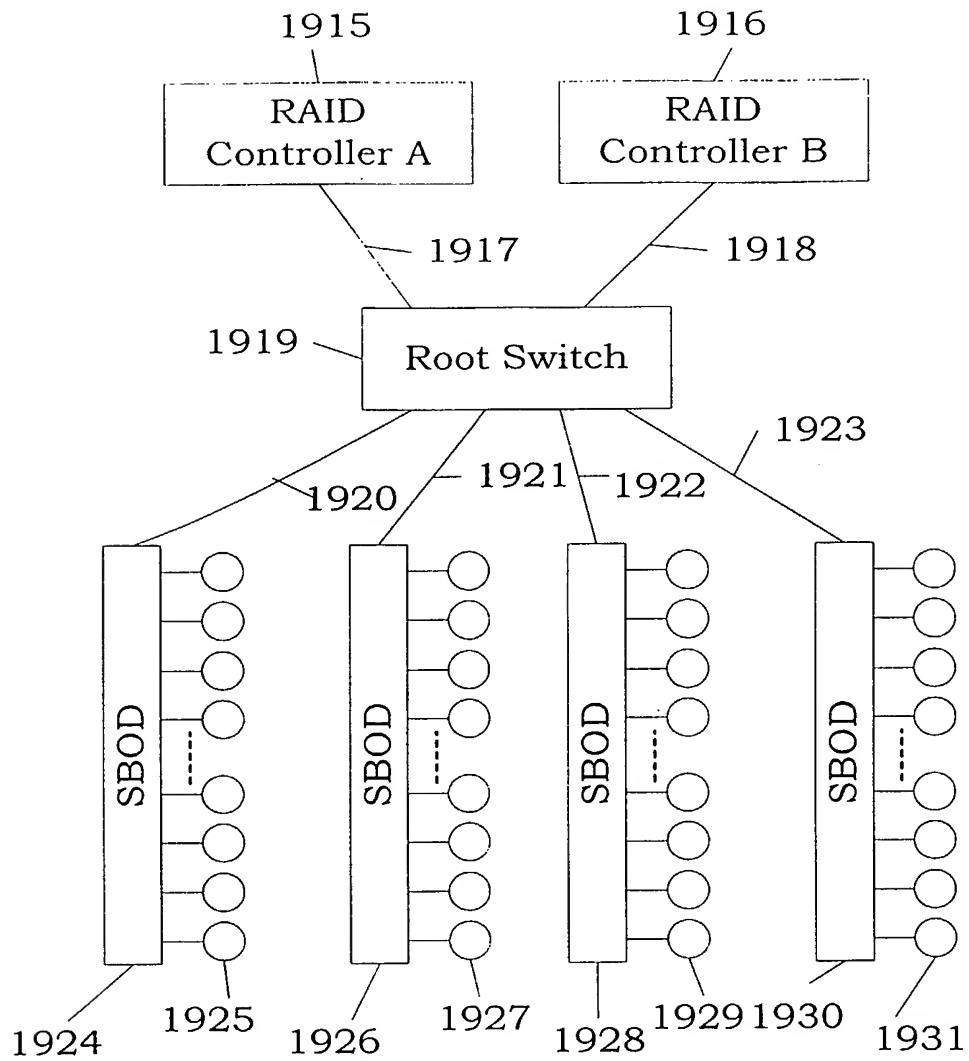 1915
1916
RAID
Controller A
RAID
Controller B
1917
1918
1919
Root Switch
1920
1921
1922
1923
SBOD
SBOD
SBOD
SBOD
1924
1925
1926
1927
1928
1929
1930
1931